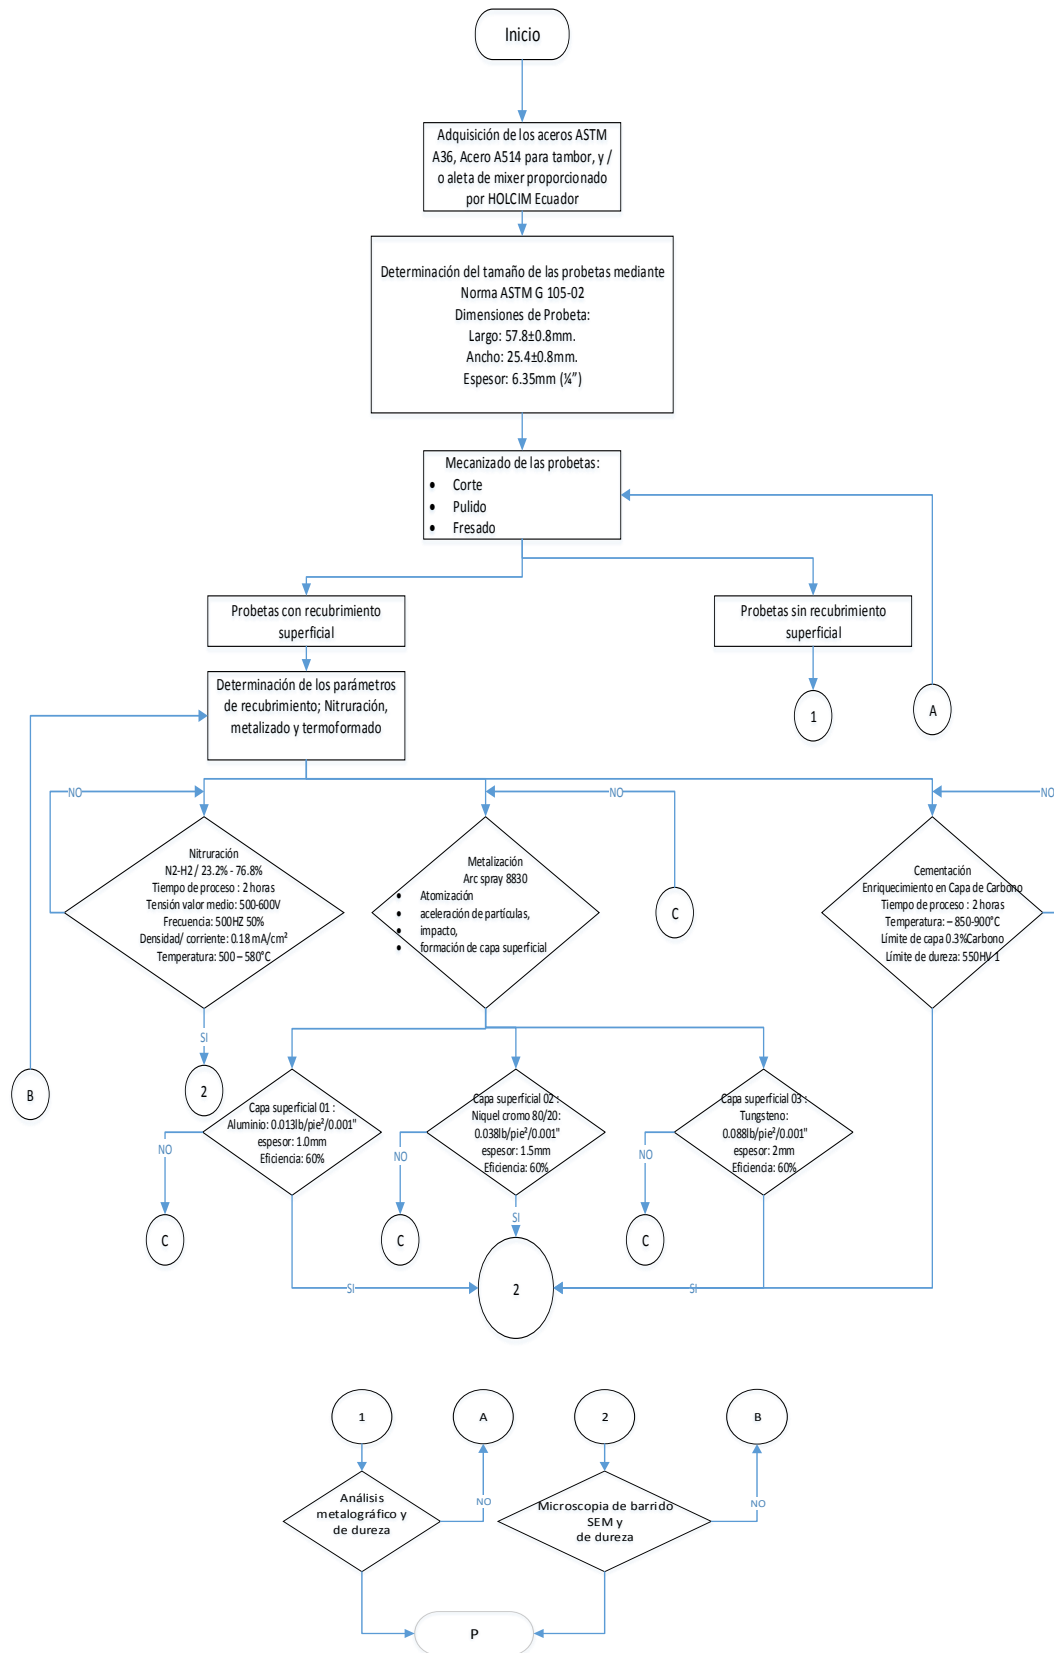 Inicio
Adquisición de los aceros ASTM
A36, Acero A514 para tambor, y /
o aleta de mixer proporcionado
por HOLCIM Ecuador
Determinación del tamaño de las probetas mediante
Norma ASTM G 105-02
Dimensiones de Probeta:
Largo: 57.8±0.8mm.
Ancho: 25.4±0.8mm.
Espesor: 6.35mm (¼")
Mecanizado de las probetas:
• Corte
• Pulido
• Fresado
Probetas con recubrimiento
superficial
Probetas sin recubrimiento
superficial
Determinación de los parámetros
de recubrimiento; Nitruración,
metalizado y termoformado
1
A
NO
NO
NO
Nitruración
N2-H2 / 23.2% - 76.8%
Tiempo de proceso : 2 horas
Tensión valor medio: 500-600V
Frecuencia: 500HZ 50%
Densidad/ corriente: 0.18 mA/cm²
Temperatura: 500 – 580°C
Metalización
Arc spray 8830
• Atomización
• aceleración de partículas,
• impacto,
• formación de capa superficial
C
Cementación
Enriquecimiento en Capa de Carbono
Tiempo de proceso : 2 horas
Temperatura: – 850-900°C
Límite de capa 0.3%Carbono
Límite de dureza: 550HV 1
SI
B
2
Capa superficial 01 :
Aluminio: 0.013lb/pie²/0.001"
espesor: 1.0mm
Eficiencia: 60%
Capa superficial 02 :
Niquel cromo 80/20:
0.038lb/pie²/0.001"
espesor: 1.5mm
Eficiencia: 60%
Capa superficial 03 :
Tungsteno:
0.088lb/pie²/0.001"
espesor: 2mm
Eficiencia: 60%
NO
NO
NO
SI
C
C
C
2
SI
SI
1
A
2
B
Análisis
metalográfico y
de dureza
NO
Microscopia de barrido
SEM y
de dureza
NO
P